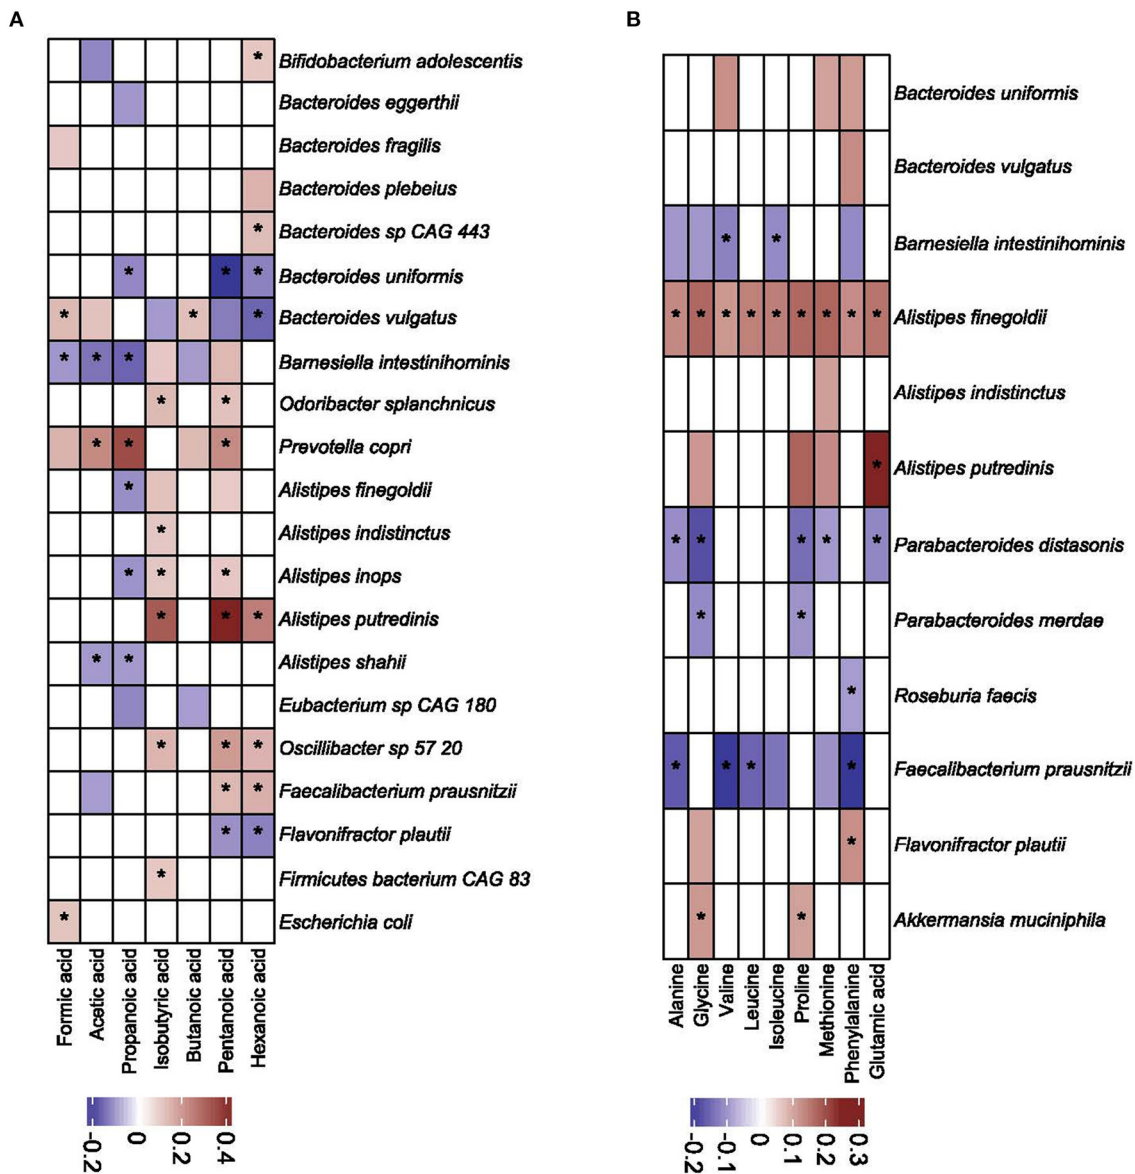 A
Bifidobacterium adolescentis
Bacteroides eggerthii
Bacteroides fragilis
Bacteroides plebeius
Bacteroides sp CAG 443
Bacteroides uniformis
Bacteroides vulgatus
Barnesiella intestinihominis
Odoribacter splanchnicus
Prevotella copri
Alistipes finegoldii
Alistipes indistinctus
Alistipes inops
Alistipes putredinis
Alistipes shahii
Eubacterium sp CAG 180
Oscillibacter sp 57 20
Faecalibacterium prausnitzii
Flavonifractor plautii
Firmicutes bacterium CAG 83
Escherichia coli
Formic acid
Acetic acid
Propanoic acid
Isobutyric acid
Butanoic acid
Pentanoic acid
Hexanoic acid
-0.2
0
0.2
0.4
B
Bacteroides uniformis
Bacteroides vulgatus
Barnesiella intestinihominis
Alistipes finegoldii
Alistipes indistinctus
Alistipes putredinis
Parabacteroides distasonis
Parabacteroides merdae
Roseburia faecis
Faecalibacterium prausnitzii
Flavonifractor plautii
Akkermansia muciniphila
Alanine
Glycine
Valine
Leucine
Isoleucine
Proline
Methionine
Phenylalanine
Glutamic acid
-0.2
-0.1
0
0.1
0.2
0.3